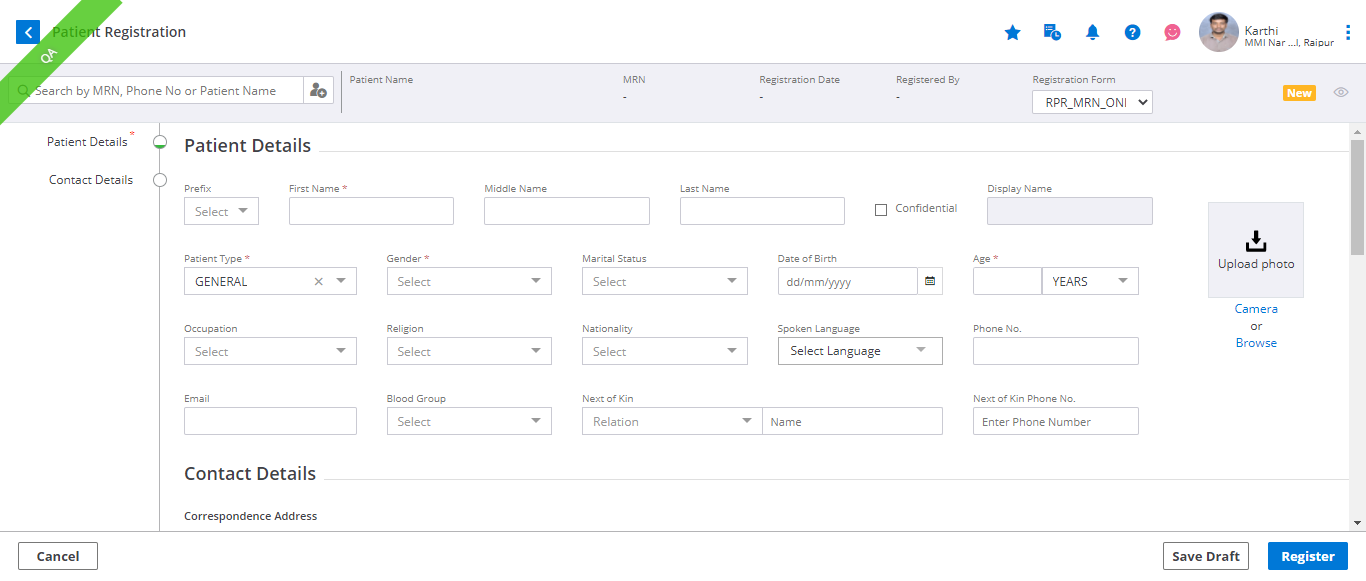 Patient Registration
QA
Karthi
MMI Nar ...l, Raipur
Search by MRN, Phone No or Patient Name
Patient Name
MRN
-
Registration Date
-
Registered By
-
Registration Form
RPR_MRN_ONI
New
Patient Details *
Contact Details
Patient Details
Prefix
Select
First Name *
Middle Name
Last Name
Confidential
Display Name
Upload photo
Camera
or
Browse
Patient Type *
GENERAL
Gender *
Select
Marital Status
Select
Date of Birth
dd/mm/yyyy
Age *
YEARS
Occupation
Select
Religion
Select
Nationality
Select
Spoken Language
Select Language
Phone No.
Email
Blood Group
Select
Next of Kin
Relation
Name
Next of Kin Phone No.
Enter Phone Number
Contact Details
Correspondence Address
Cancel
Save Draft
Register